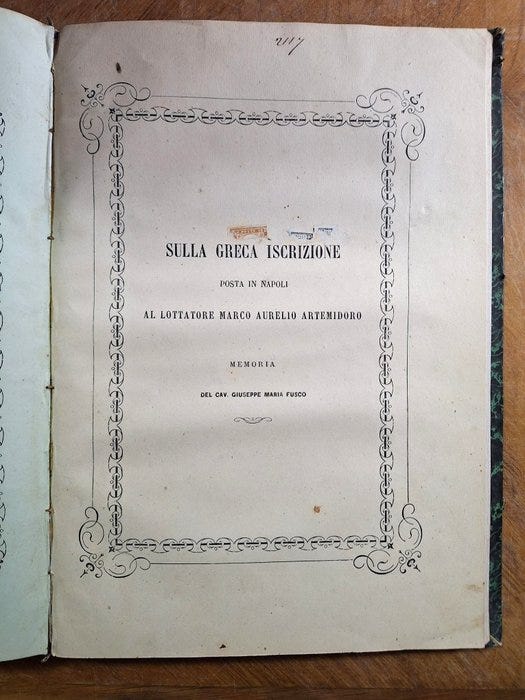 2117
SULLA GRECA ISCRIZIONE
POSTA IN NAPOLI
AL LOTTATORE MARCO AURELIO ARTEMIDORO
MEMORIA
DEL CAV. GIUSEPPE MARIA FUSCO